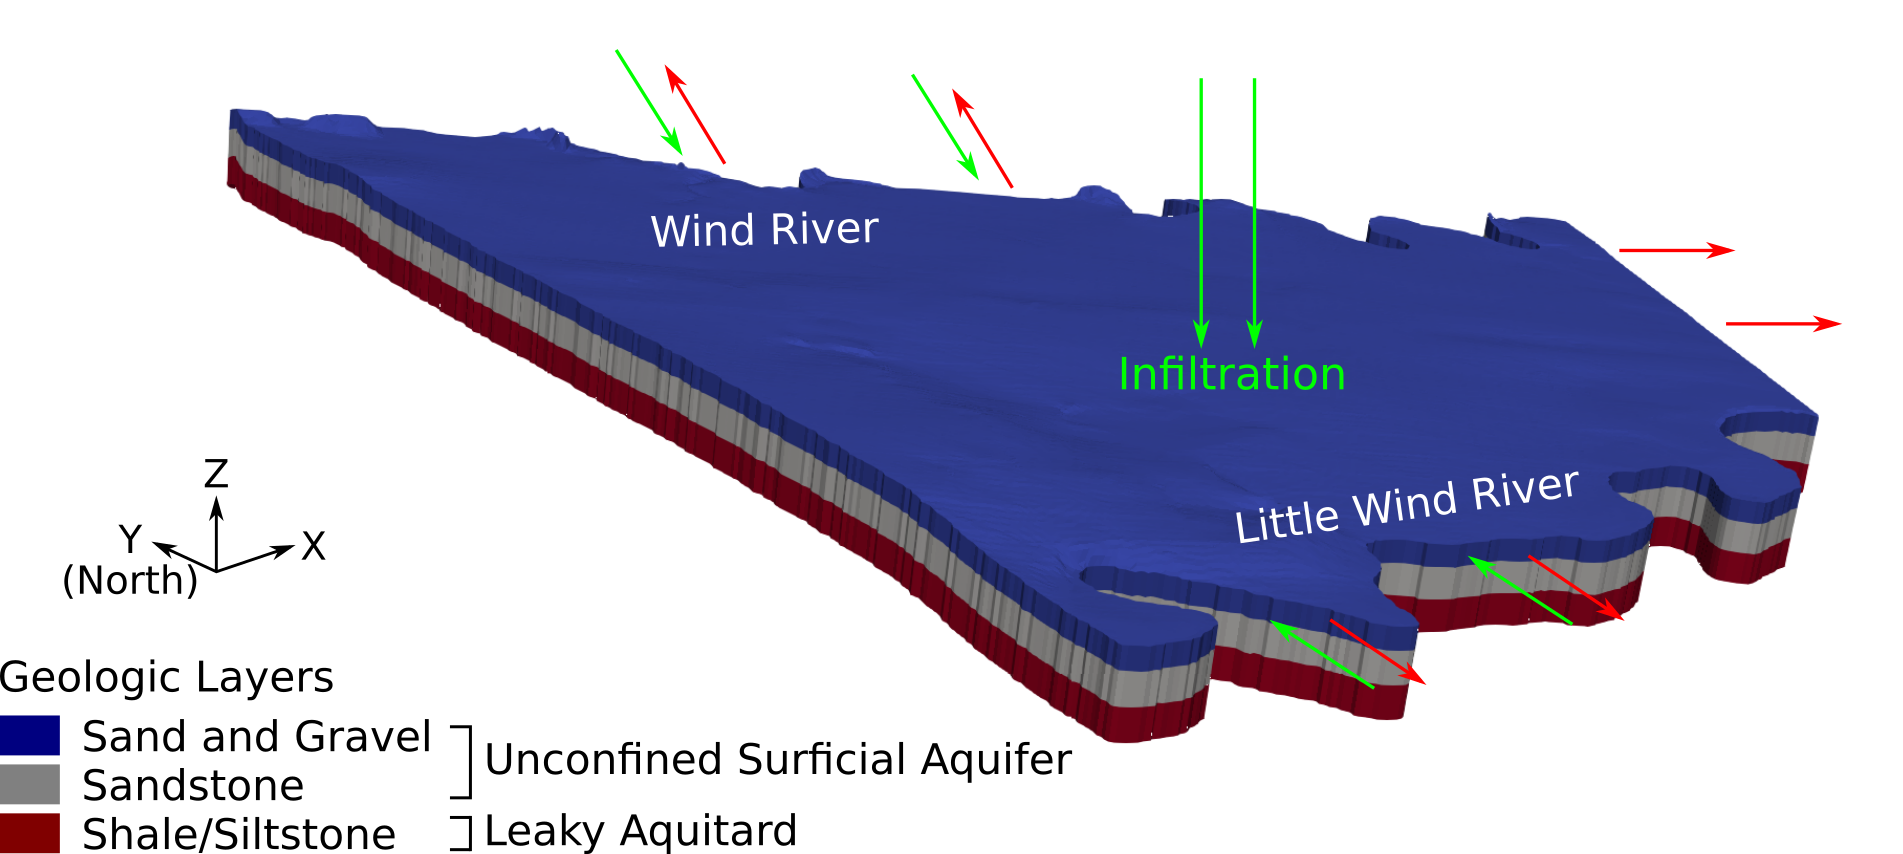 Wind River
Infiltration
Little Wind River
Z
Y
X
(North)
Geologic Layers
Sand and Gravel
Unconfined Surficial Aquifer
Sandstone
Shale/Siltstone
Leaky Aquitard